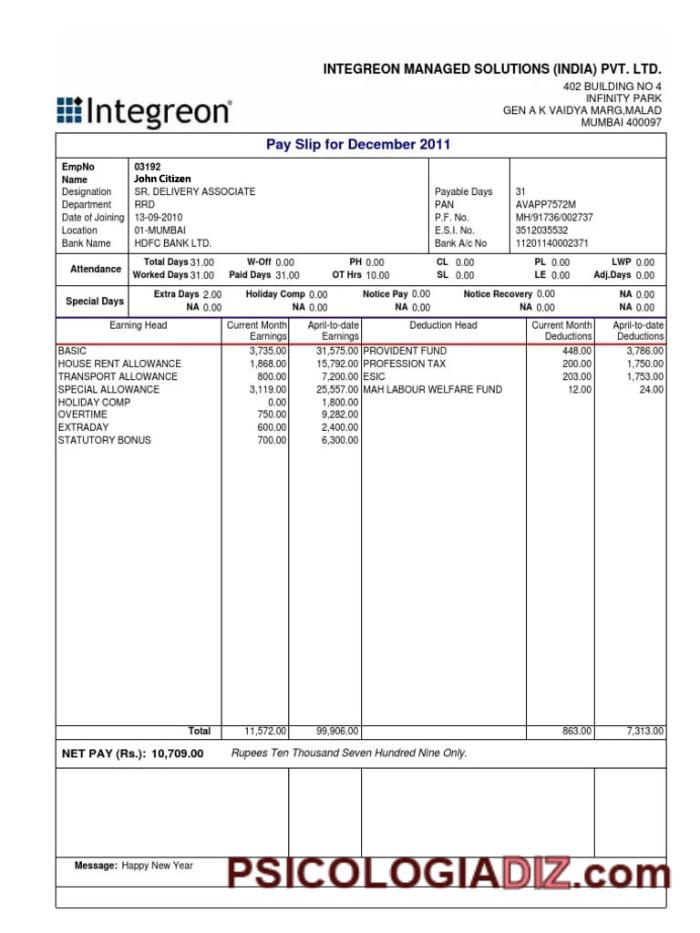 INTEGREON MANAGED SOLUTIONS (INDIA) PVT. LTD.
402 BUILDING NO 4
INFINITY PARK
GEN A K VAIDYA MARG,MALAD
MUMBAI 400097
Integreon®
Pay Slip for December 2011
EmpNo 03192
Name John Citizen
Designation SR. DELIVERY ASSOCIATE Payable Days 31
Department RRD PAN AVAPP7572M
Date of Joining 13-09-2010 P.F. No. MH/91736/002737
Location 01-MUMBAI E.S.I. No. 3512035532
Bank Name HDFC BANK LTD. Bank A/c No 11201140002371
Attendance
Total Days 31.00 W-Off 0.00 PH 0.00 CL 0.00 PL 0.00 LWP 0.00
Worked Days 31.00 Paid Days 31.00 OT Hrs 10.00 SL 0.00 LE 0.00 Adj.Days 0.00
Special Days
Extra Days 2.00 Holiday Comp 0.00 Notice Pay 0.00 Notice Recovery 0.00 NA 0.00
NA 0.00 NA 0.00 NA 0.00 NA 0.00 NA 0.00
Earning Head Current Month April-to-date Deduction Head Current Month April-to-date
Earnings Earnings Deductions Deductions
BASIC 3,735.00 31,575.00 PROVIDENT FUND 448.00 3,786.00
HOUSE RENT ALLOWANCE 1,868.00 15,792.00 PROFESSION TAX 200.00 1,750.00
TRANSPORT ALLOWANCE 800.00 7,200.00 ESIC 203.00 1,753.00
SPECIAL ALLOWANCE 3,119.00 25,557.00 MAH LABOUR WELFARE FUND 12.00 24.00
HOLIDAY COMP 0.00 1,800.00
OVERTIME 750.00 9,282.00
EXTRADAY 600.00 2,400.00
STATUTORY BONUS 700.00 6,300.00
Total 11,572.00 99,906.00 863.00 7,313.00
NET PAY (Rs.): 10,709.00 Rupees Ten Thousand Seven Hundred Nine Only.
Message: Happy New Year
PSICOLOGIADIZ.com